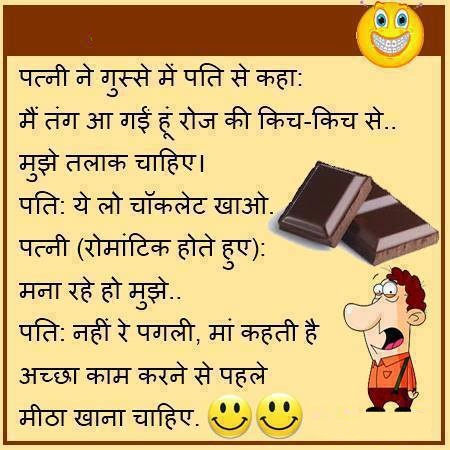 पत्नी ने गुस्से में पति से कहा:
मैं तंग आ गईं हूं रोज की किच-किच से..
मुझे तलाक चाहिए।
पति: ये लो चॉकलेट खाओ.
पत्नी (रोमांटिक होते हुए):
मना रहे हो मुझे..
पति: नहीं रे पगली, मां कहती है
अच्छा काम करने से पहले
मीठा खाना चाहिए.